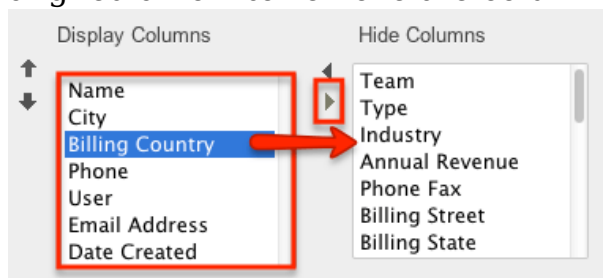 Display Columns
Name
City
Billing Country
Phone
User
Email Address
Date Created
Hide Columns
Team
Type
Industry
Annual Revenue
Phone Fax
Billing Street
Billing State